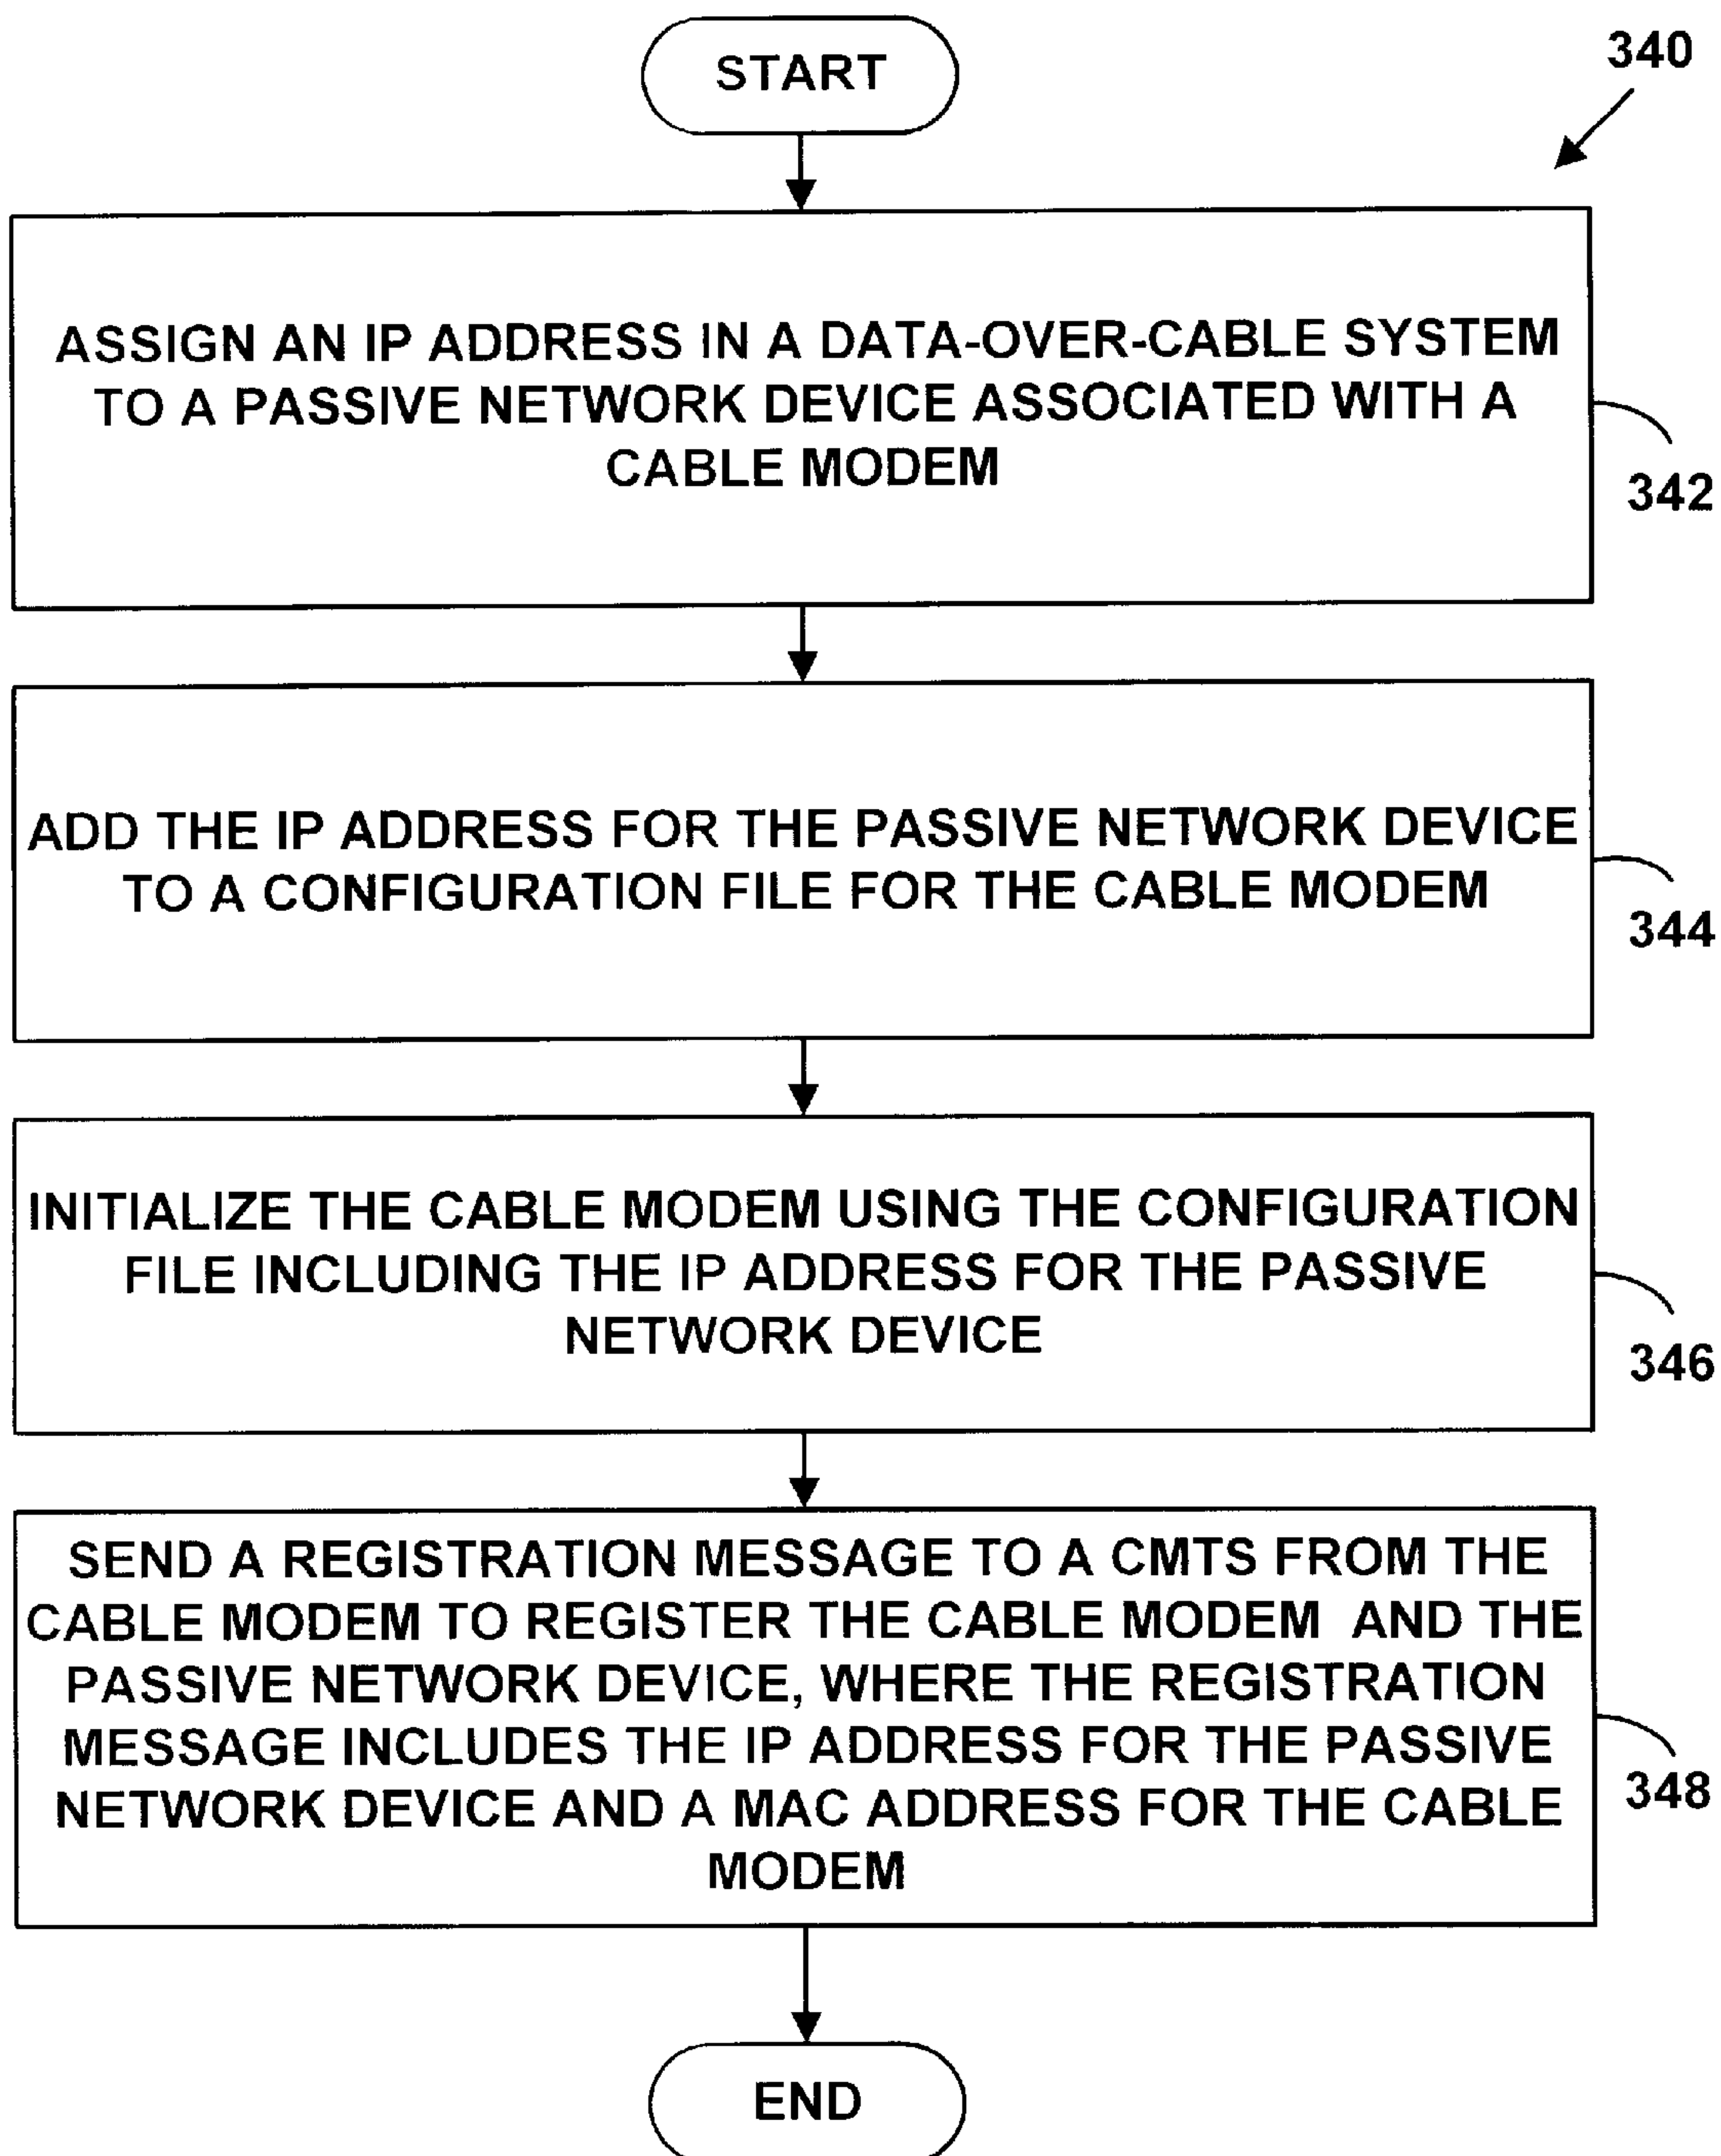 START
340
ASSIGN AN IP ADDRESS IN A DATA-OVER-CABLE SYSTEM
TO A PASSIVE NETWORK DEVICE ASSOCIATED WITH A
CABLE MODEM
342
ADD THE IP ADDRESS FOR THE PASSIVE NETWORK DEVICE
TO A CONFIGURATION FILE FOR THE CABLE MODEM
344
INITIALIZE THE CABLE MODEM USING THE CONFIGURATION
FILE INCLUDING THE IP ADDRESS FOR THE PASSIVE
NETWORK DEVICE
346
SEND A REGISTRATION MESSAGE TO A CMTS FROM THE
CABLE MODEM TO REGISTER THE CABLE MODEM AND THE
PASSIVE NETWORK DEVICE, WHERE THE REGISTRATION
MESSAGE INCLUDES THE IP ADDRESS FOR THE PASSIVE
NETWORK DEVICE AND A MAC ADDRESS FOR THE CABLE
MODEM
348
END